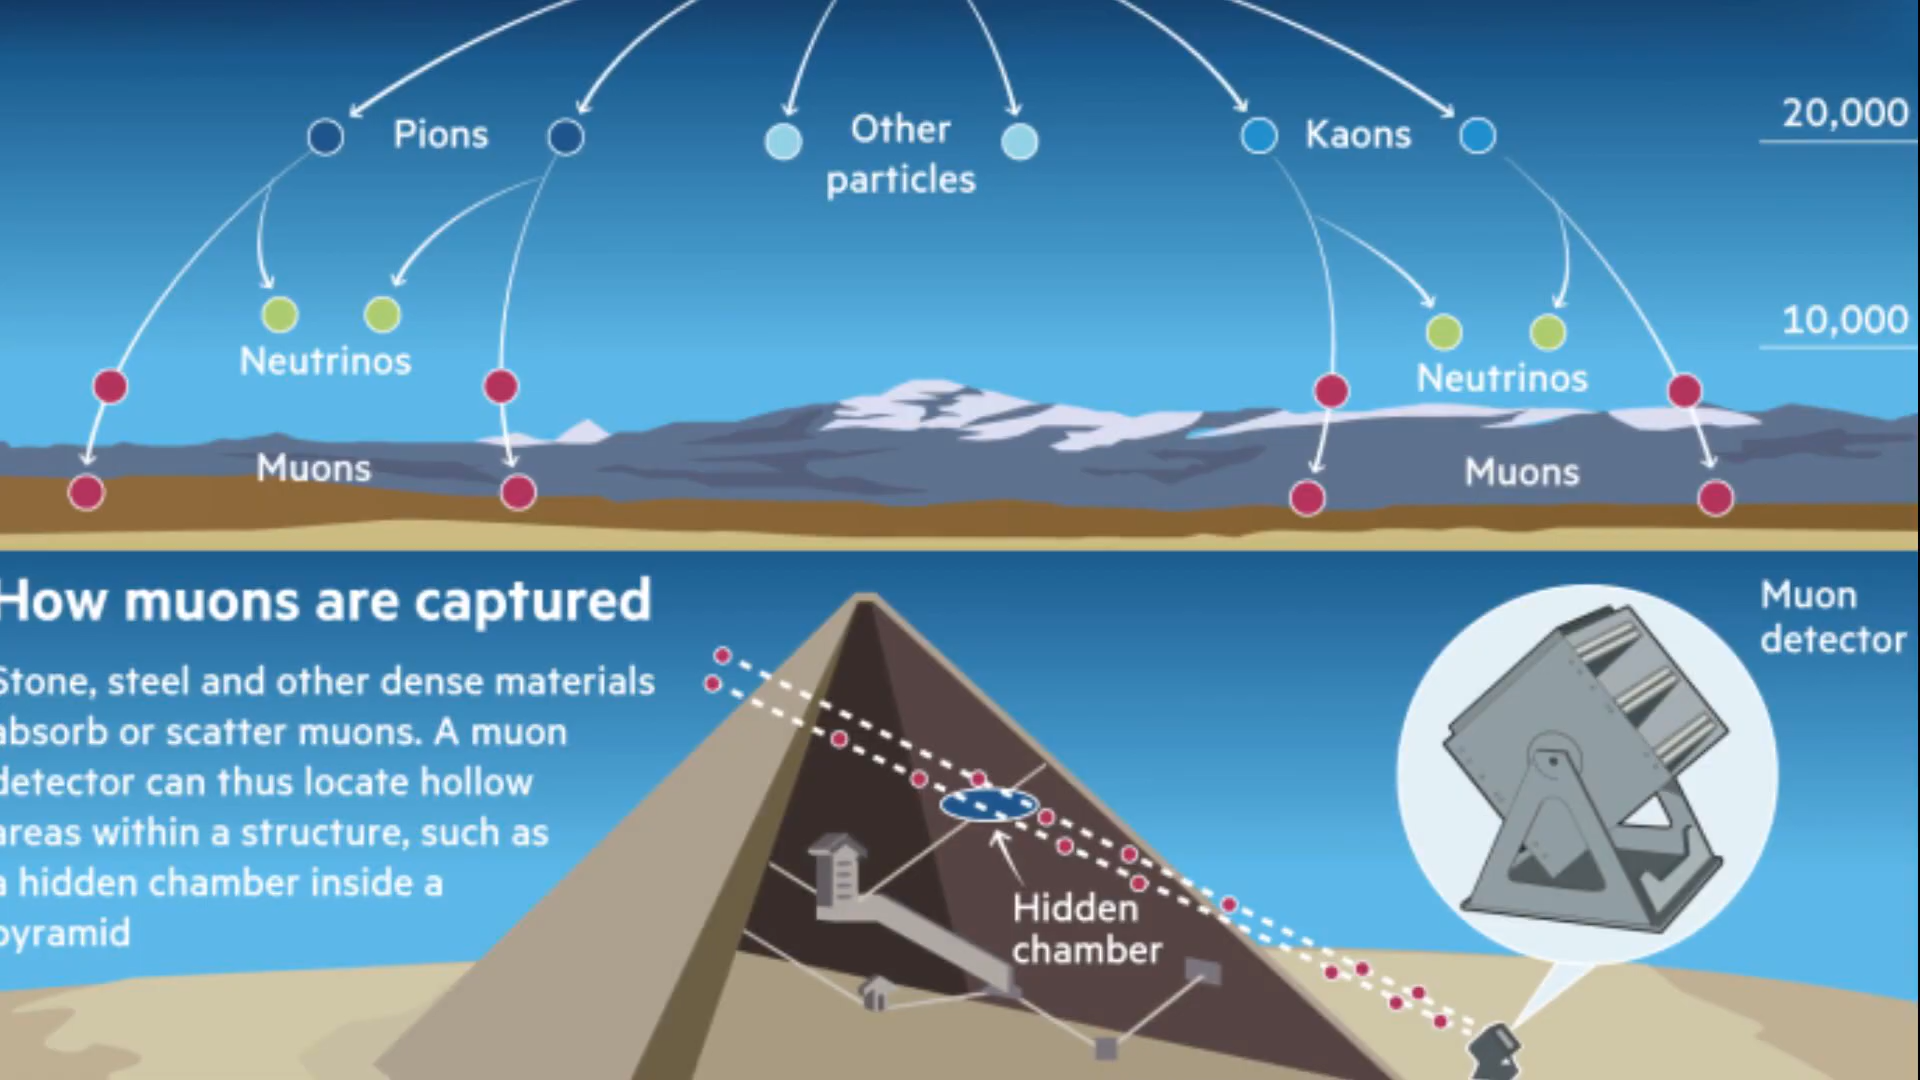 Pions
Other
particles
Kaons
20,000
10,000
Neutrinos
Neutrinos
Muons
Muons
How muons are captured
Stone, steel and other dense materials
absorb or scatter muons. A muon
detector can thus locate hollow
areas within a structure, such as
a hidden chamber inside a
pyramid
Hidden
chamber
Muon
detector